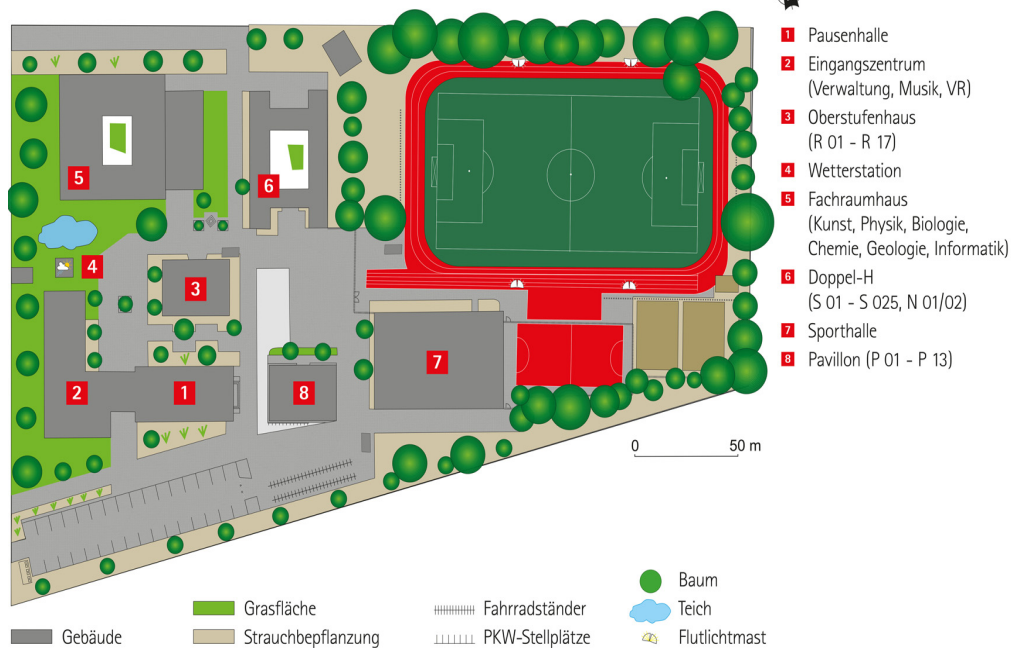 1 Pausenhalle
2 Eingangszentrum
(Verwaltung, Musik, VR)
3 Oberstufenhaus
(R 01 - R 17)
4 Wetterstation
5 Fachraumhaus
(Kunst, Physik, Biologie,
Chemie, Geologie, Informatik)
6 Doppel-H
(S 01 - S 025, N 01/02)
7 Sporthalle
8 Pavillon (P 01 - P 13)
5
6
4
3
7
2
1
8
0 50 m
Baum
Grasfläche
Fahrradständer
Teich
Gebäude
Strauchbepflanzung
PKW-Stellplätze
Flutlichtmast